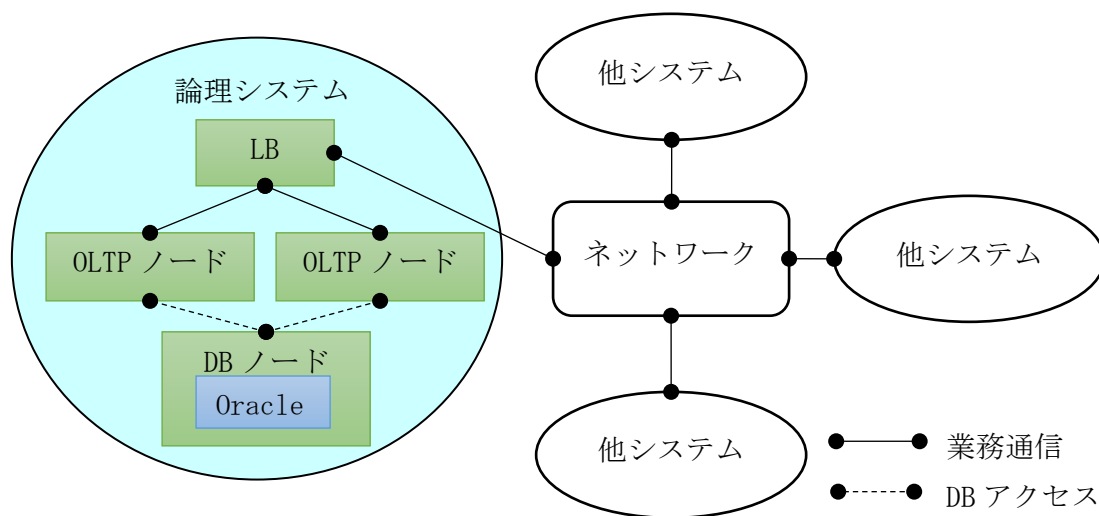 論理システム
LB
OLTP ノード
OLTP ノード
DB ノード
Oracle
他システム
ネットワーク
他システム
他システム
業務通信
DB アクセス